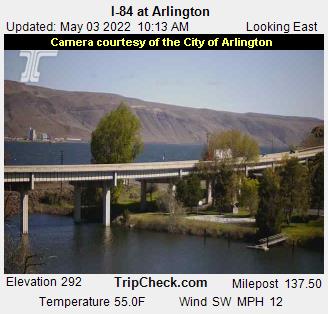 I-84 at Arlington
Updated: May 03 2022 10:13 AM Looking East
Camera courtesy of the City of Arlington
Elevation 292 TripCheck.com Milepost 137.50
Temperature 55.0F Wind SW MPH 12